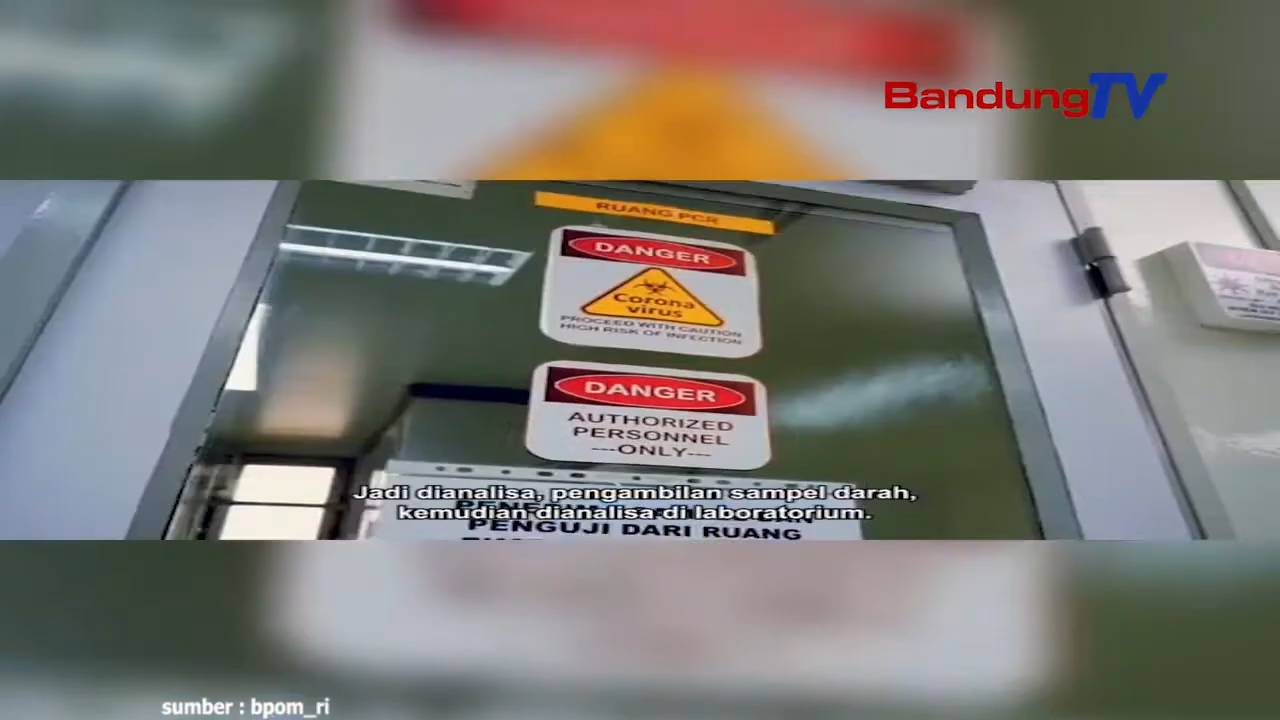 BandungTV
RUANG PCR
DANGER
Corona
virus
PROCEED WITH CAUTION
HIGH RISK OF INFECTION
DANGER
AUTHORIZED
PERSONNEL
---ONLY---
Jadi dianalisa, pengambilan sampel darah,
kemudian dianalisa di laboratorium.
PENGUJI DARI RUANG
sumber : bpom_ri